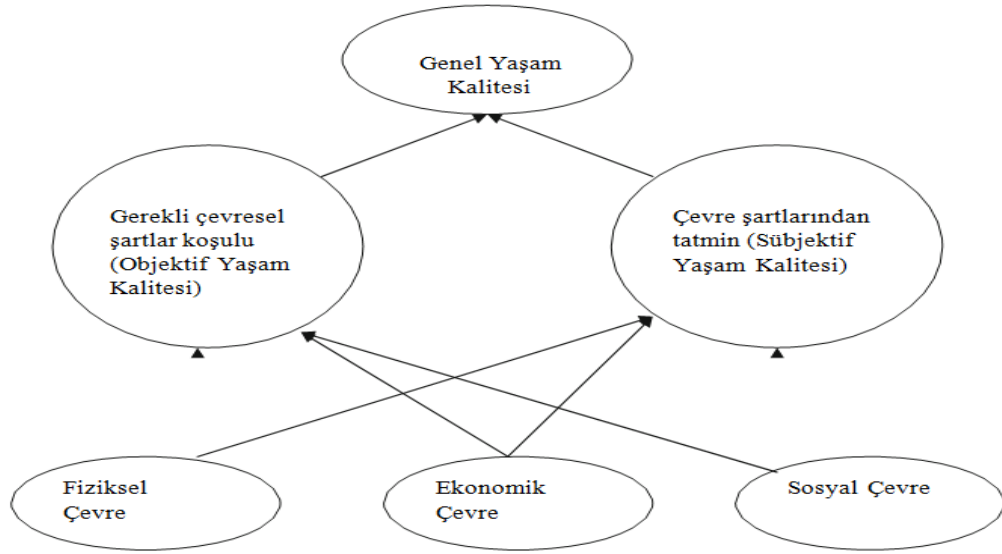 Genel Yaşam
Kalitesi
Gerekli çevresel
şartlar koşulu
(Objektif Yaşam
Kalitesi)
Çevre şartlarından
tatmin (Sübjektif
Yaşam Kalitesi)
Fiziksel
Çevre
Ekonomik
Çevre
Sosyal Çevre